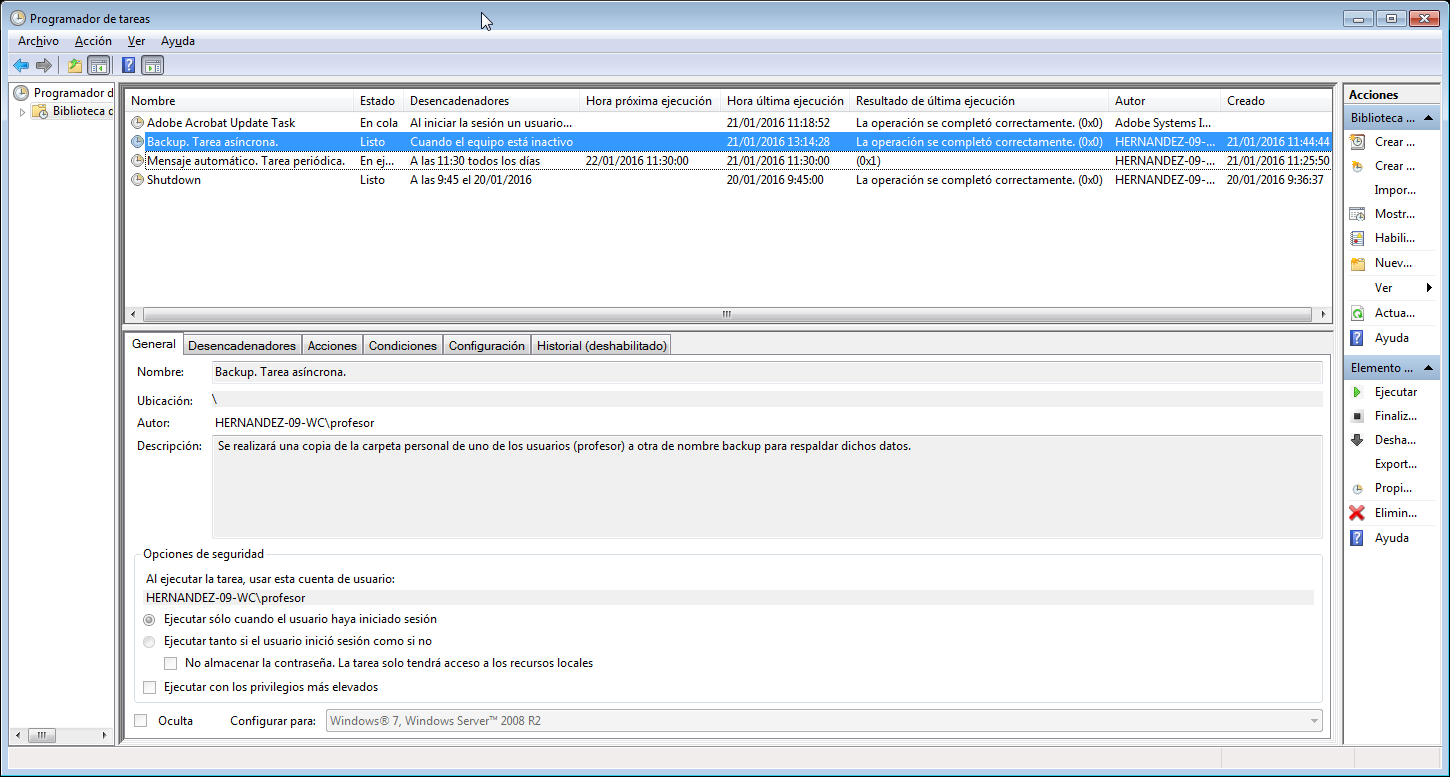 Programador de tareas
Archivo Acción Ver Ayuda
Programador d
Biblioteca d
Nombre Estado Desencadenadores Hora próxima ejecución Hora última ejecución Resultado de última ejecución Autor Creado
Adobe Acrobat Update Task En cola Al iniciar la sesión un usuario... 21/01/2016 11:18:52 La operación se completó correctamente. (0x0) Adobe Systems I...
Backup. Tarea asíncrona. Listo Cuando el equipo está inactivo 21/01/2016 13:14:28 La operación se completó correctamente. (0x0) HERNANDEZ-09-... 21/01/2016 11:44:44
Mensaje automático. Tarea periódica. En ej... A las 11:30 todos los días 22/01/2016 11:30:00 21/01/2016 11:30:00 (0x1) HERNANDEZ-09-... 21/01/2016 11:25:50
Shutdown Listo A las 9:45 el 20/01/2016 20/01/2016 9:45:00 La operación se completó correctamente. (0x0) HERNANDEZ-09-... 20/01/2016 9:36:37
General Desencadenadores Acciones Condiciones Configuración Historial (deshabilitado)
Nombre: Backup. Tarea asíncrona.
Ubicación: \
Autor: HERNANDEZ-09-WC\profesor
Descripción: Se realizará una copia de la carpeta personal de uno de los usuarios (profesor) a otra de nombre backup para respaldar dichos datos.
Opciones de seguridad
Al ejecutar la tarea, usar esta cuenta de usuario:
HERNANDEZ-09-WC\profesor
Ejecutar sólo cuando el usuario haya iniciado sesión
Ejecutar tanto si el usuario inició sesión como si no
No almacenar la contraseña. La tarea solo tendrá acceso a los recursos locales
Ejecutar con los privilegios más elevados
Oculta Configurar para: Windows® 7, Windows Server™ 2008 R2
Acciones
Biblioteca ...
Crear ...
Crear ...
Impor...
Mostr...
Habili...
Nuev...
Ver
Actua...
Ayuda
Elemento ...
Ejecutar
Finaliz...
Desha...
Export...
Propi...
Elimin...
Ayuda